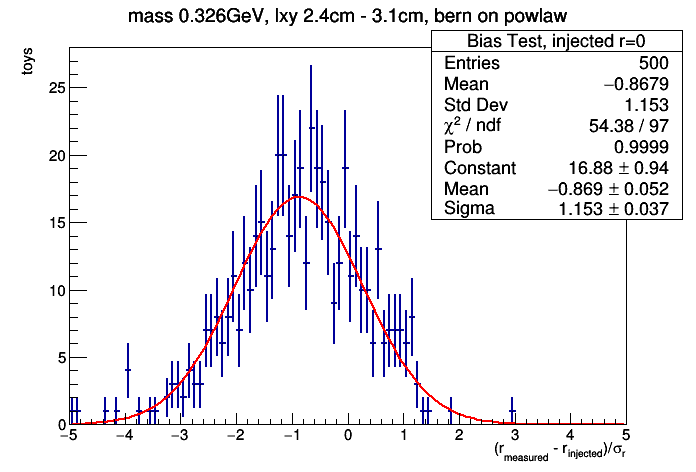 mass 0.326GeV, lxy 2.4cm - 3.1cm, bern on powlaw
toys
Bias Test, injected r=0
Entries 500
Mean −0.8679
Std Dev 1.153
χ² / ndf 54.38 / 97
Prob 0.9999
Constant 16.88 ± 0.94
Mean −0.869 ± 0.052
Sigma 1.153 ± 0.037
25
20
15
10
5
0
−5 −4 −3 −2 −1 0 1 2 3 4 5
(r_measured - r_injected)/σ_r